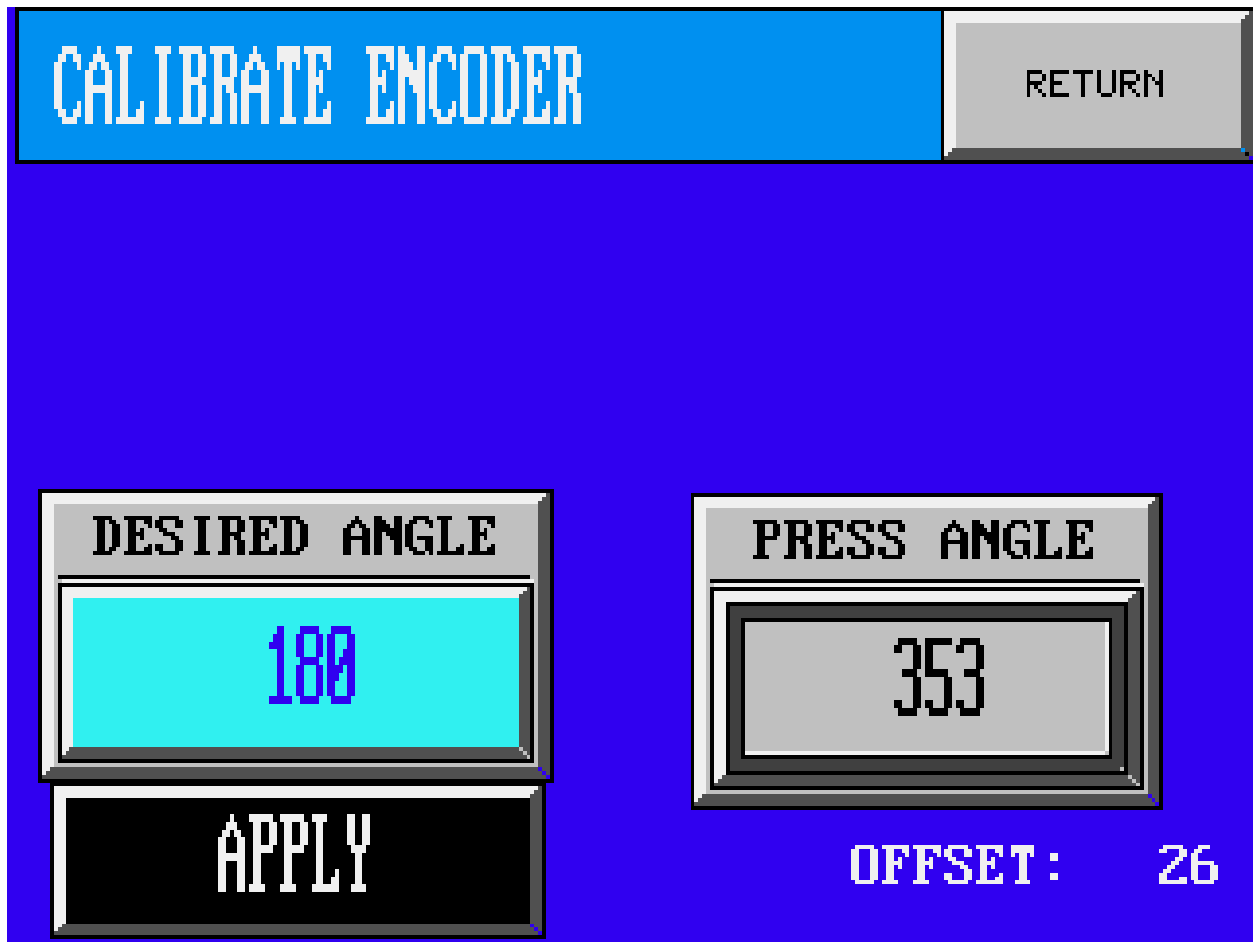 CALIBRATE ENCODER
RETURN
DESIRED ANGLE
180
APPLY
PRESS ANGLE
353
OFFSET: 26